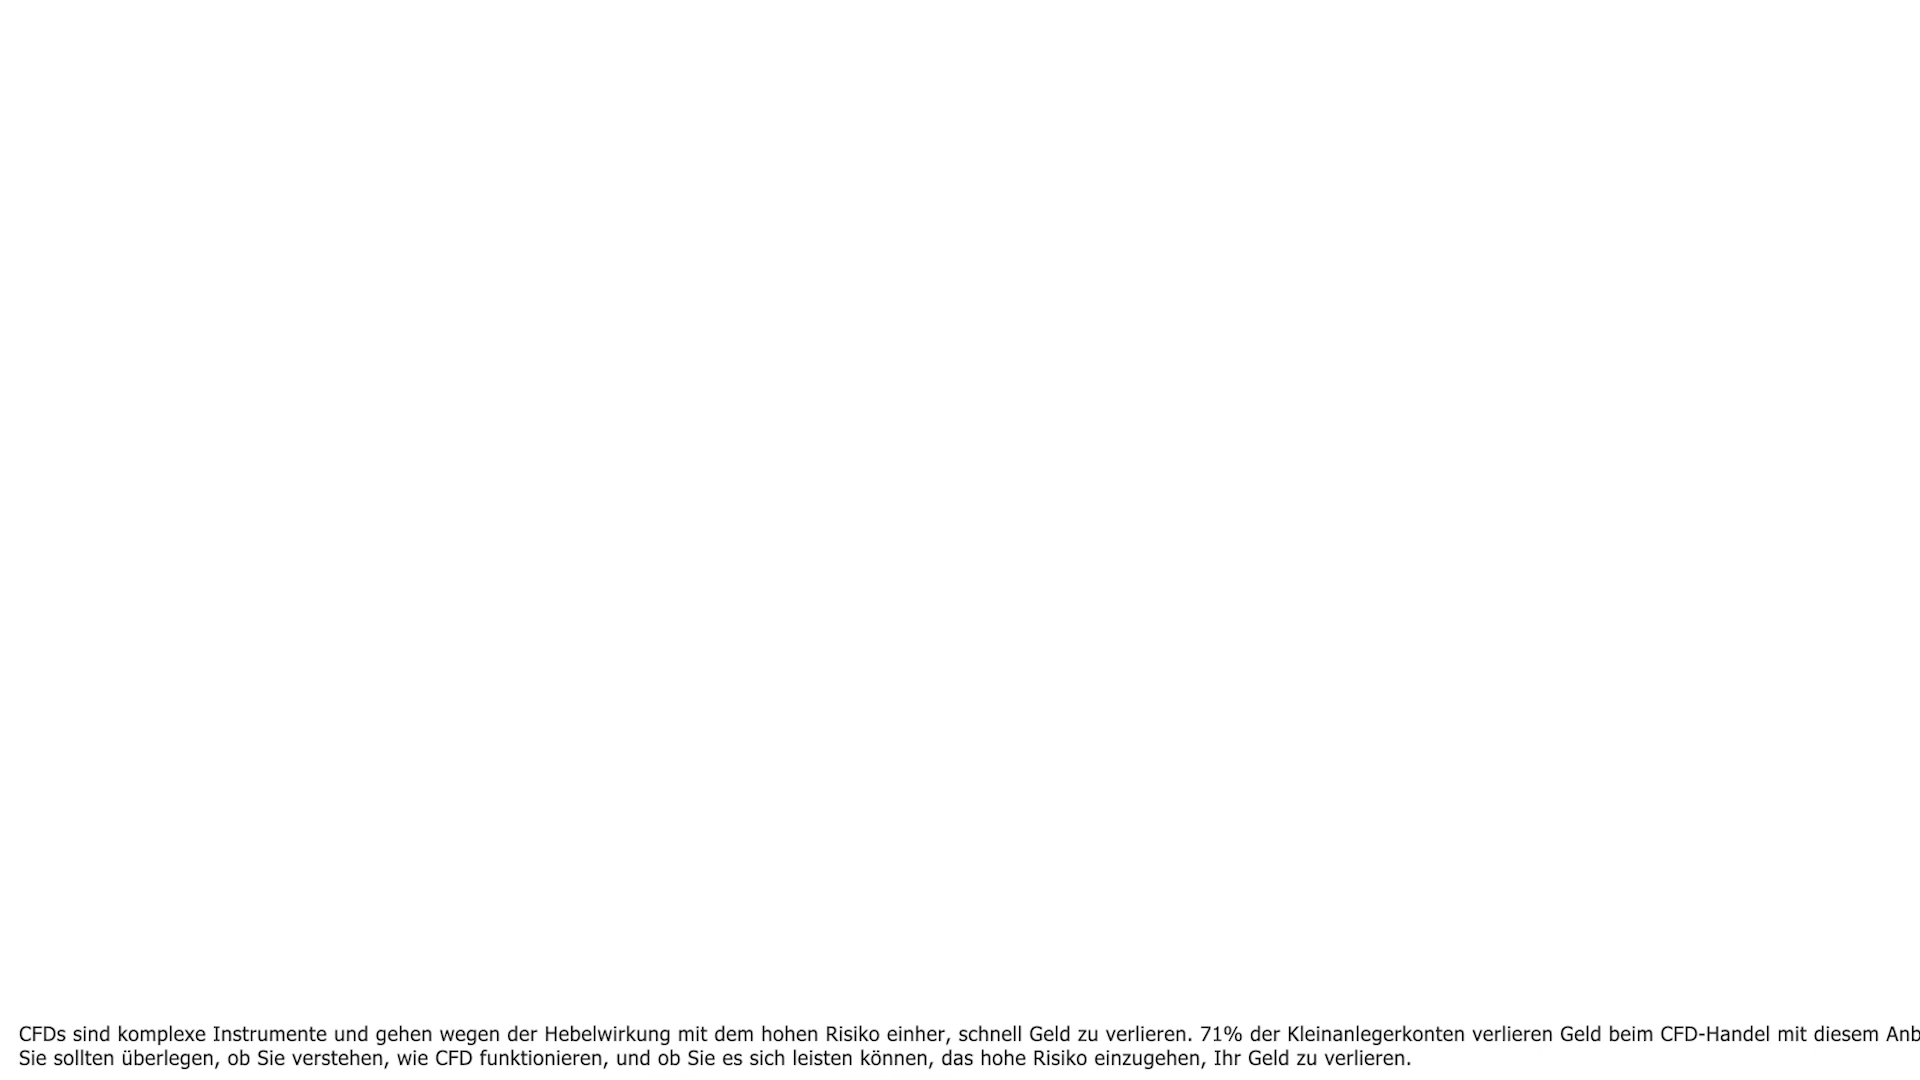 CFDs sind komplexe Instrumente und gehen wegen der Hebelwirkung mit dem hohen Risiko einher, schnell Geld zu verlieren. 71% der Kleinanlegerkonten verlieren Geld beim CFD-Handel mit diesem Anb
Sie sollten überlegen, ob Sie verstehen, wie CFD funktionieren, und ob Sie es sich leisten können, das hohe Risiko einzugehen, Ihr Geld zu verlieren.